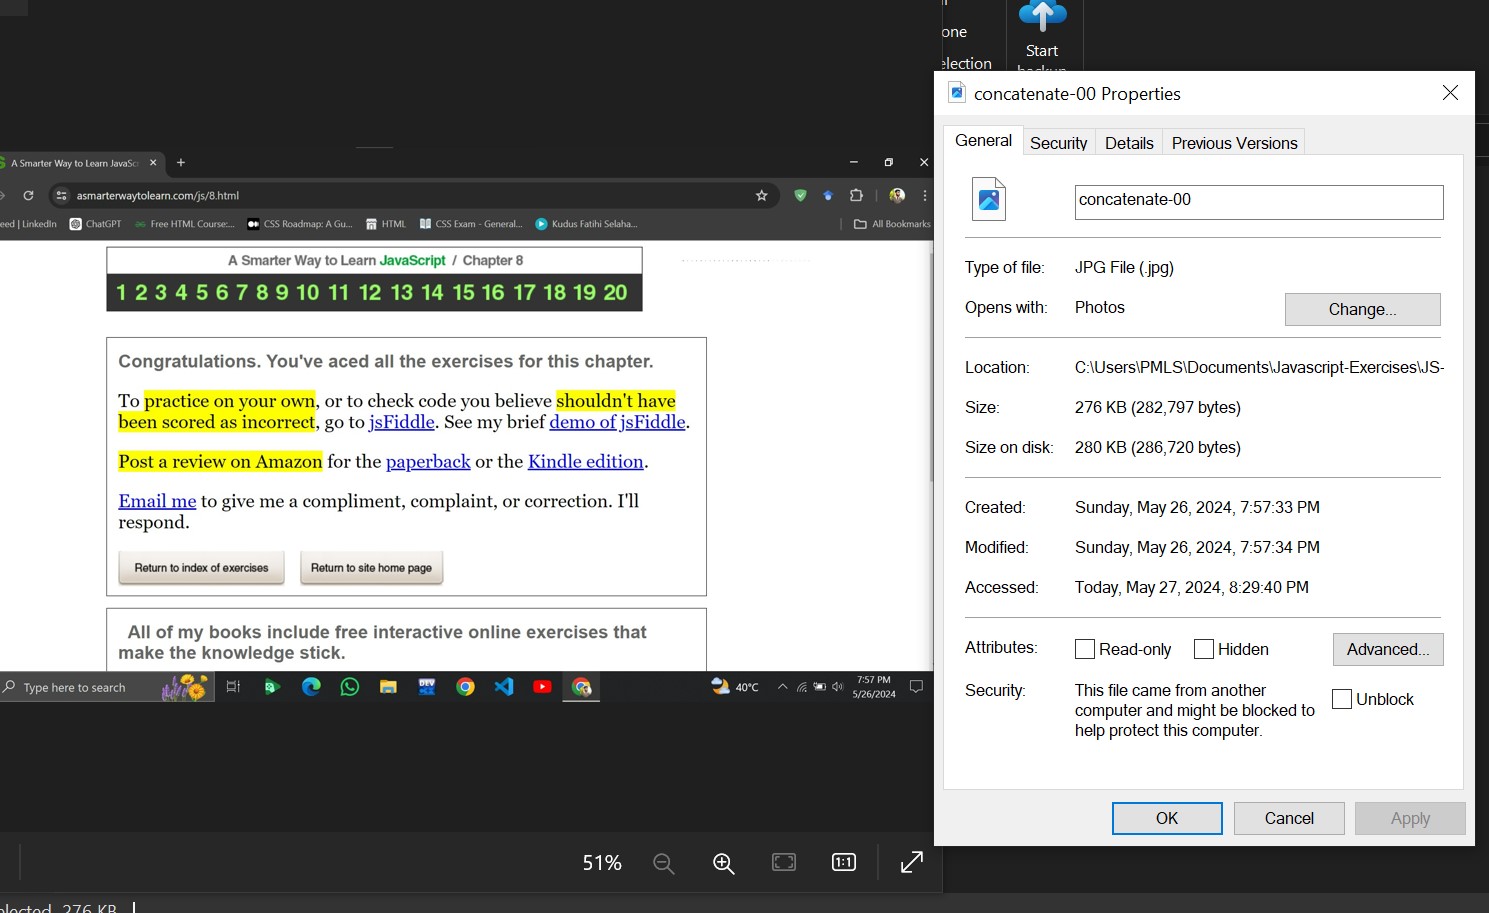 one
Start
election
concatenate-00 Properties
General
Security
Details
Previous Versions
concatenate-00
Type of file:
JPG File (.jpg)
Opens with:
Photos
Change...
Location:
C:\Users\PMLS\Documents\Javascript-Exercises\JS-
Size:
276 KB (282,797 bytes)
Size on disk:
280 KB (286,720 bytes)
Created:
Sunday, May 26, 2024, 7:57:33 PM
Modified:
Sunday, May 26, 2024, 7:57:34 PM
Accessed:
Today, May 27, 2024, 8:29:40 PM
Attributes:
Read-only
Hidden
Advanced...
Security:
This file came from another
computer and might be blocked to
help protect this computer.
Unblock
OK
Cancel
Apply
A Smarter Way to Learn JavaSc
asmarterwaytolearn.com/js/8.html
eed | LinkedIn
ChatGPT
Free HTML Course:...
CSS Roadmap: A Gu...
HTML
CSS Exam - General...
Kudus Fatihi Selaha...
All Bookmarks
A Smarter Way to Learn JavaScript / Chapter 8
1 2 3 4 5 6 7 8 9 10 11 12 13 14 15 16 17 18 19 20
Congratulations. You've aced all the exercises for this chapter.
To practice on your own, or to check code you believe shouldn't have
been scored as incorrect, go to jsFiddle. See my brief demo of jsFiddle.
Post a review on Amazon for the paperback or the Kindle edition.
Email me to give me a compliment, complaint, or correction. I'll
respond.
Return to index of exercises
Return to site home page
All of my books include free interactive online exercises that
make the knowledge stick.
Type here to search
DEV
40°C
7:57 PM
5/26/2024
51%
1:1
elected 276 KB